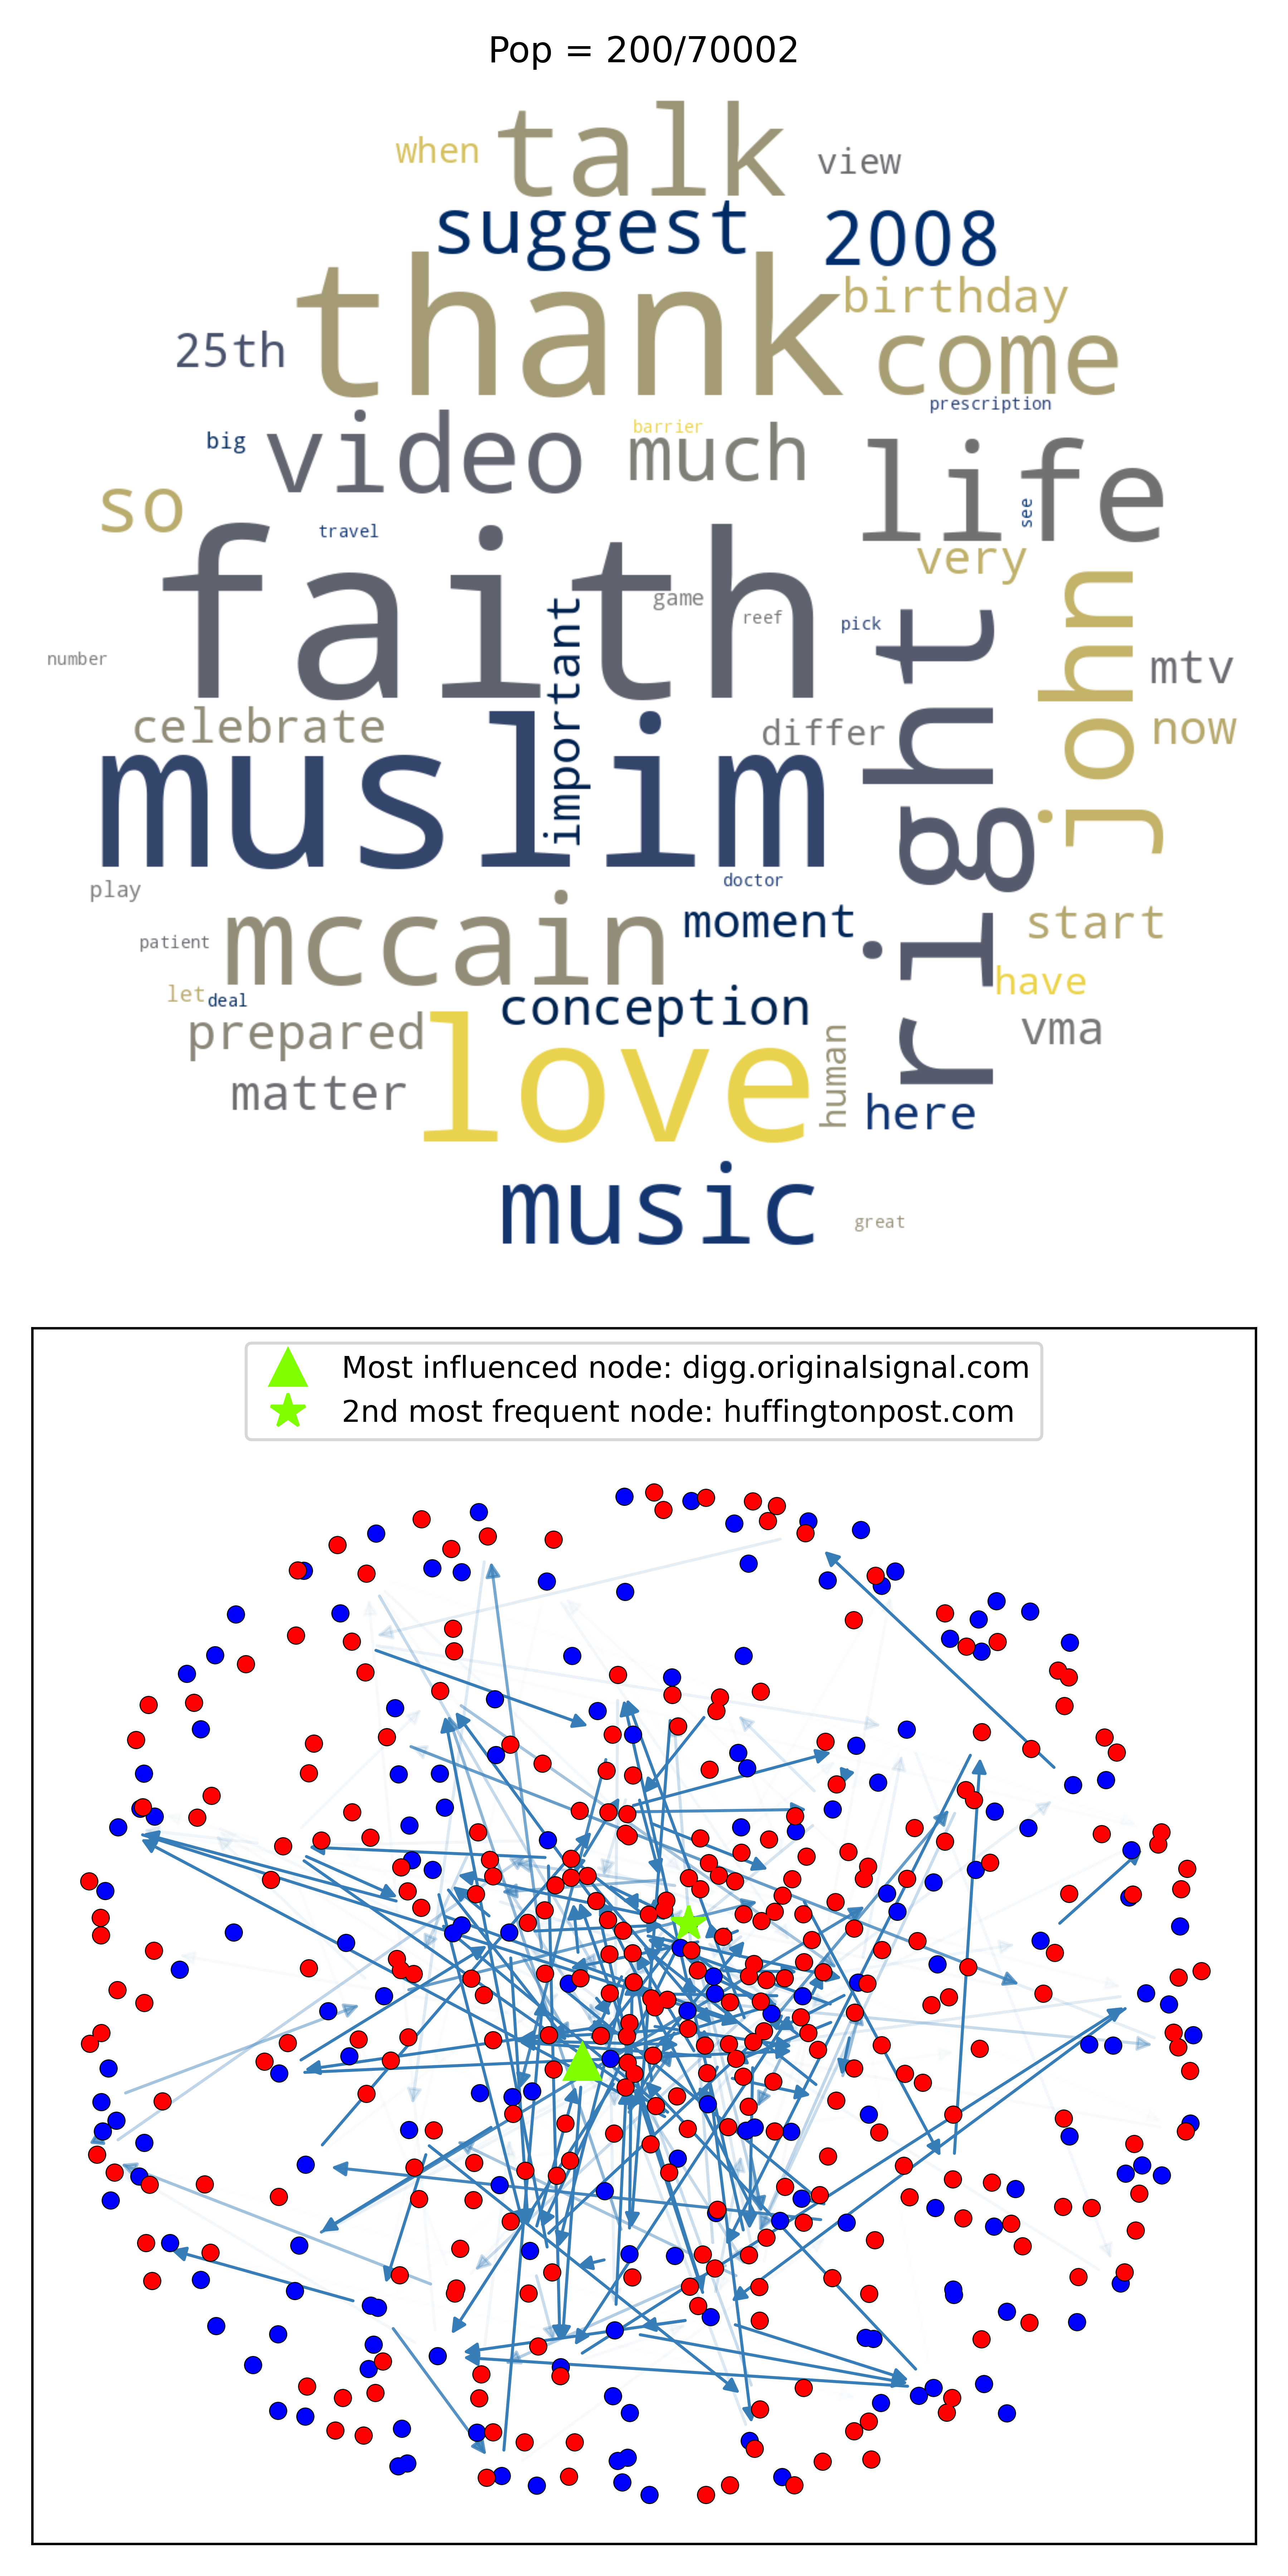 Pop = 200/70002
when talk view
suggest 2008
thank birthday
25th come
prescription
big video barrier much life
so travel see very
faith
game reef pick
number important right john mtv
celebrate differ now
muslim
play doctor
patient mccain moment start
let deal conception have
prepared vma
matter love human here
music great
Most influenced node: digg.originalsignal.com
2nd most frequent node: huffingtonpost.com